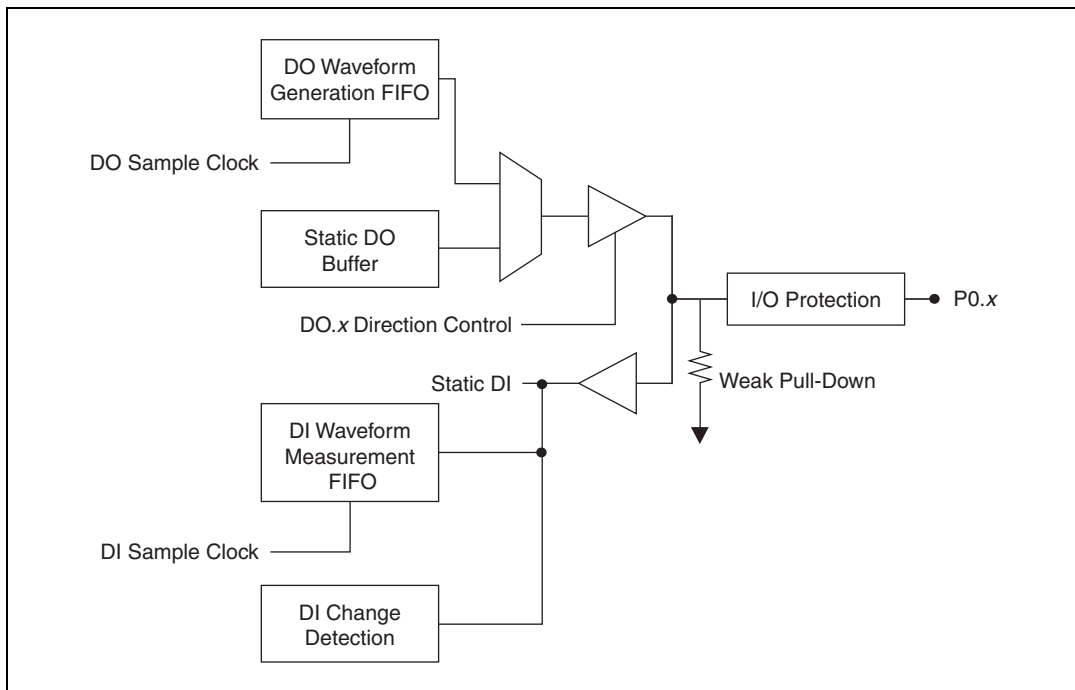 DO Waveform
Generation FIFO
DO Sample Clock
Static DO
Buffer
I/O Protection
P0.x
DO.x Direction Control
Static DI
Weak Pull-Down
DI Waveform
Measurement
FIFO
DI Sample Clock
DI Change
Detection